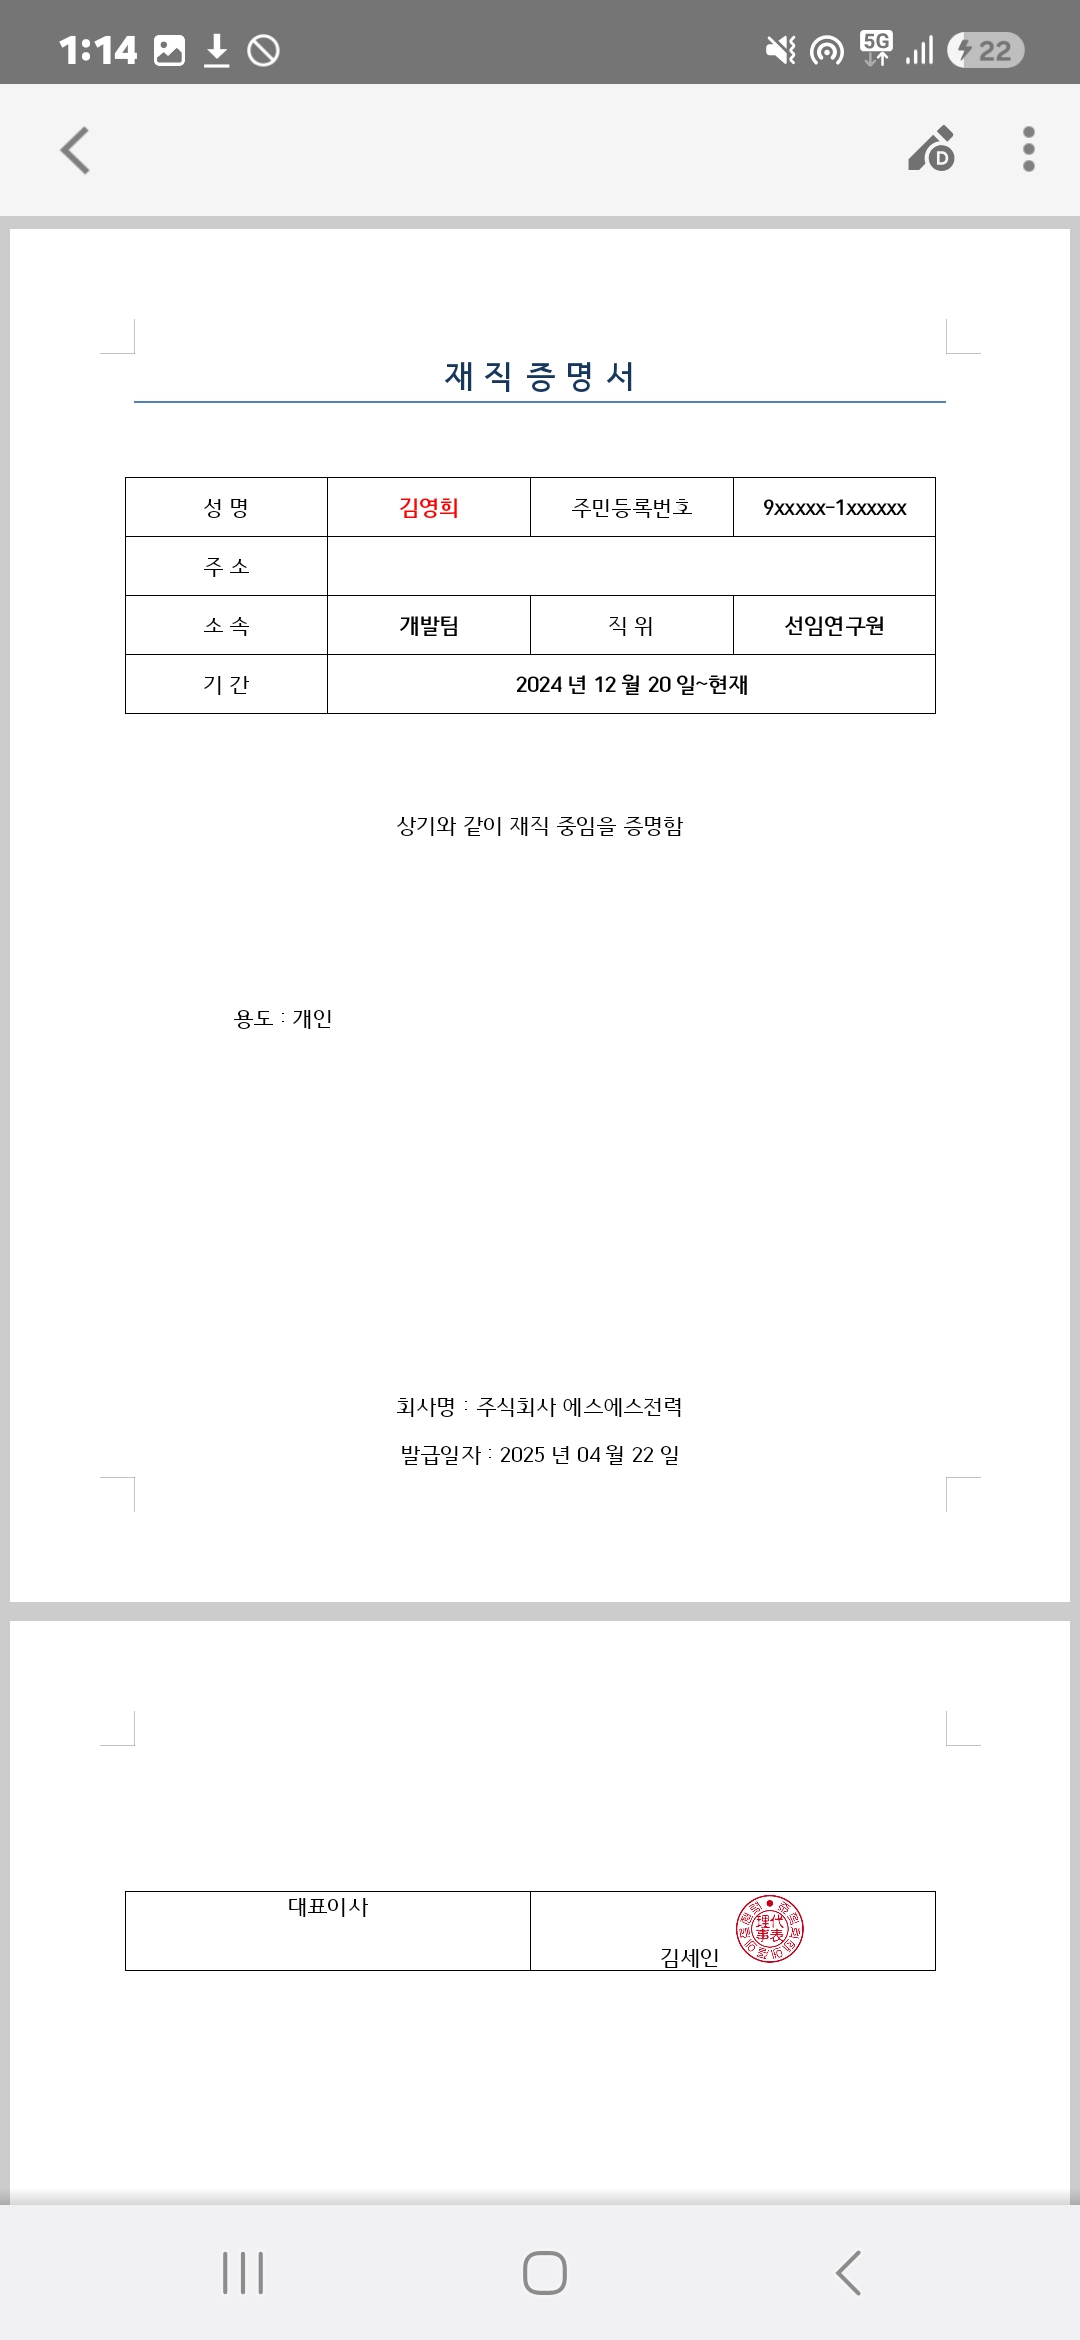 1:14
5G
22
D
재 직 증 명 서
성 명 김영희 주민등록번호 9xxxxx-1xxxxxx
주 소
소 속 개발팀 직 위 선임연구원
기 간 2024 년 12 월 20 일~현재
상기와 같이 재직 중임을 증명함
용도 : 개인
회사명 : 주식회사 에스에스전력
발급일자 : 2025 년 04 월 22 일
대표이사
김세인
代表
理事